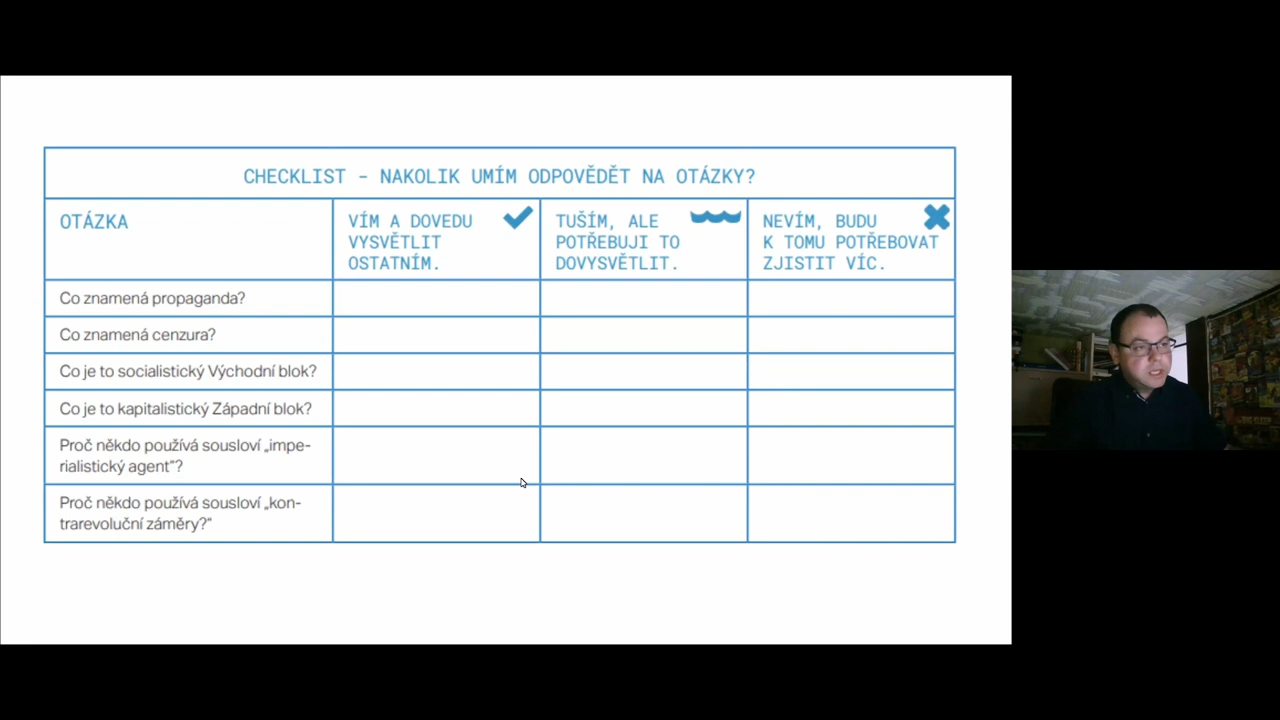 CHECKLIST – NAKOLIK UMÍM ODPOVĚDĚT NA OTÁZKY?
OTÁZKA
VÍM A DOVEDU
VYSVĚTLIT
OSTATNÍM.
TUŠÍM, ALE
POTŘEBUJI TO
DOVYSVĚTLIT.
NEVÍM, BUDU
K TOMU POTŘEBOVAT
ZJISTIT VÍC.
Co znamená propaganda?
Co znamená cenzura?
Co je to socialistický Východní blok?
Co je to kapitalistický Západní blok?
Proč někdo používá sousloví „impe-
rialistický agent“?
Proč někdo používá sousloví „kon-
trarevoluční záměry?“